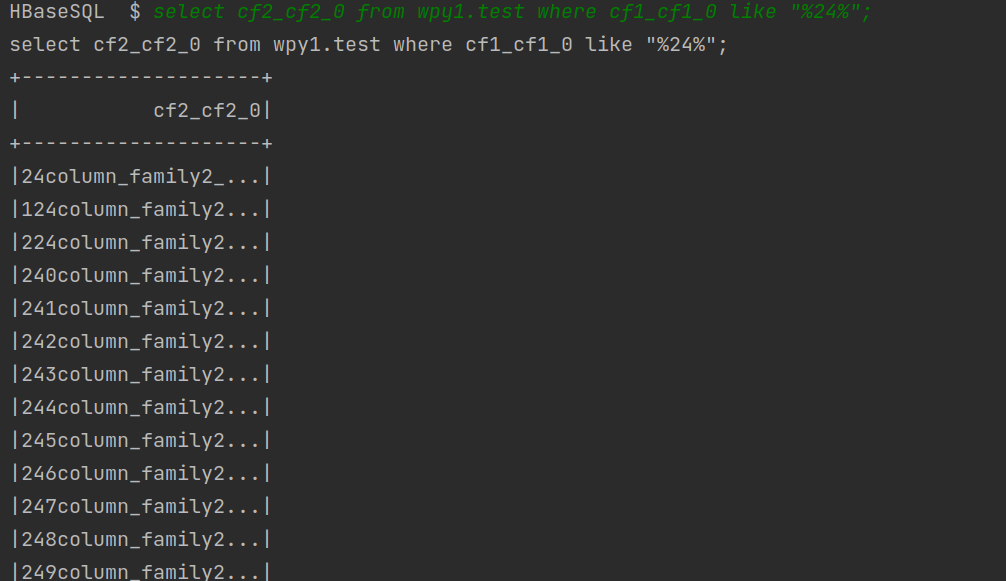 HBaseSQL  $ select cf2_cf2_0 from wpy1.test where cf1_cf1_0 like "%24%";
select cf2_cf2_0 from wpy1.test where cf1_cf1_0 like "%24%";
+--------------------+
|           cf2_cf2_0|
+--------------------+
|24column_family2_...|
|124column_family2...|
|224column_family2...|
|240column_family2...|
|241column_family2...|
|242column_family2...|
|243column_family2...|
|244column_family2...|
|245column_family2...|
|246column_family2...|
|247column_family2...|
|248column_family2...|
|249column_family2...|